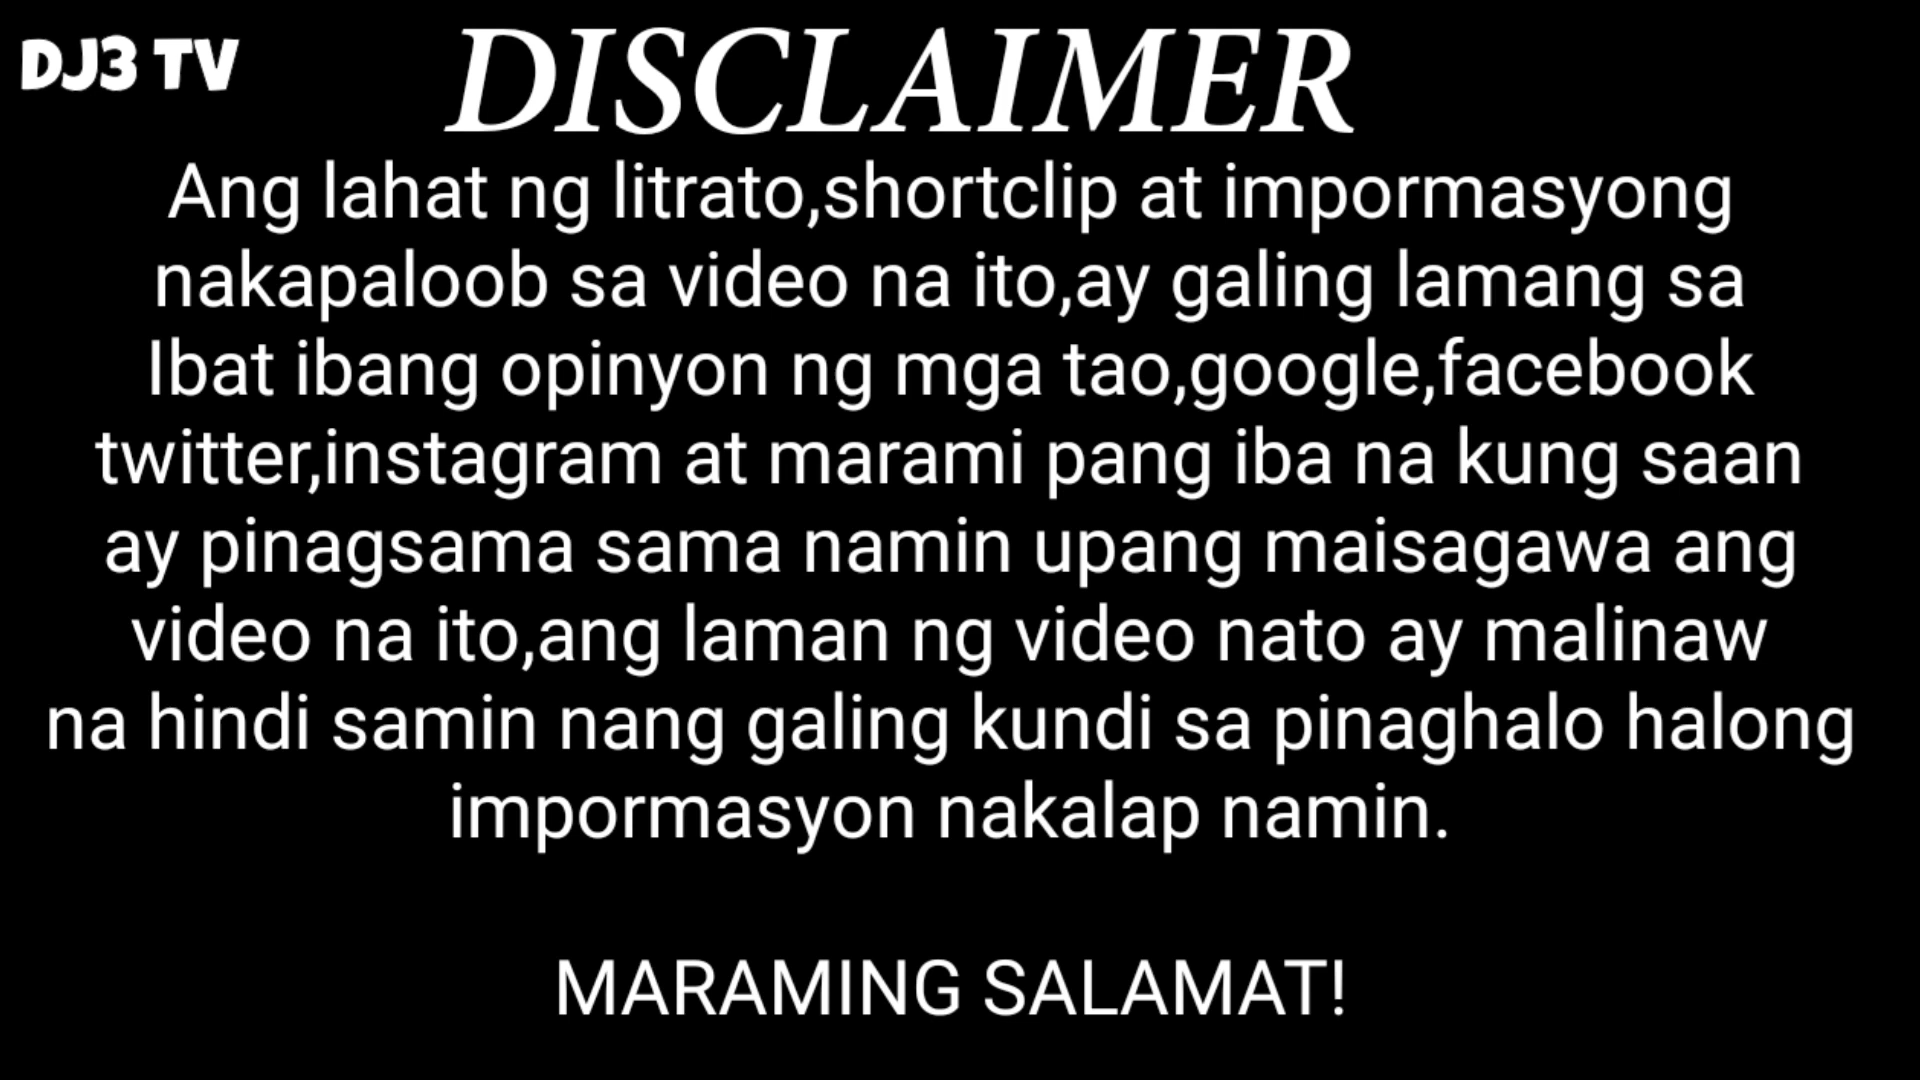 DJ3 TV
DISCLAIMER
Ang lahat ng litrato,shortclip at impormasyong
nakapaloob sa video na ito,ay galing lamang sa
Ibat ibang opinyon ng mga tao,google,facebook
twitter,instagram at marami pang iba na kung saan
ay pinagsama sama namin upang maisagawa ang
video na ito,ang laman ng video nato ay malinaw
na hindi samin nang galing kundi sa pinaghalo halong
impormasyon nakalap namin.
MARAMING SALAMAT!